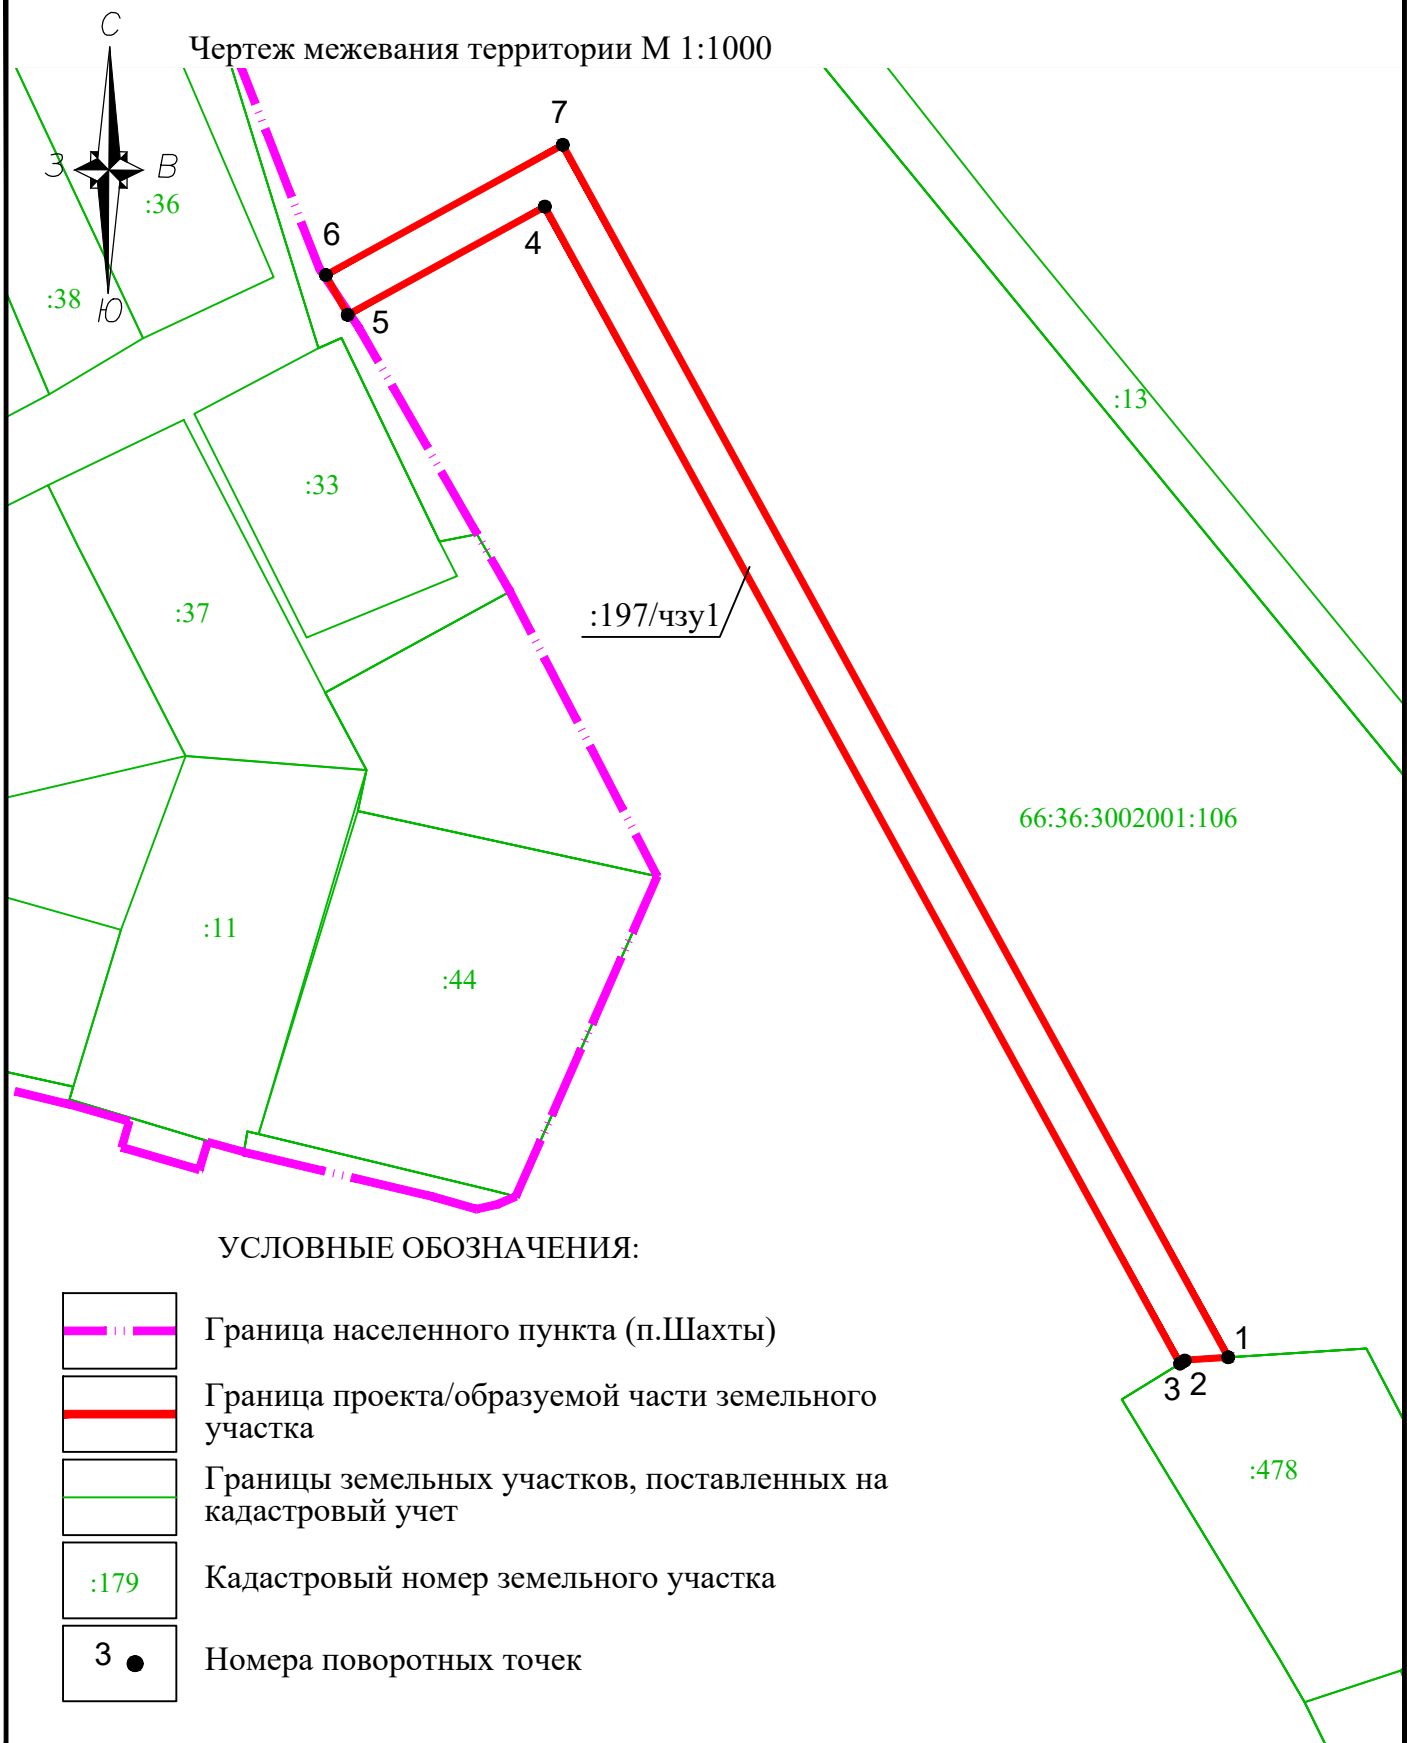 С
Чертеж межевания территории М 1:1000
7
З
В
:36
6
4
:38
Ю
5
:13
:33
:197/чзу1
:37
66:36:3002001:106
:11
:44
УСЛОВНЫЕ ОБОЗНАЧЕНИЯ:
Граница населенного пункта (п.Шахты)
1
3
2
Граница проекта/образуемой части земельного
участка
:478
Границы земельных участков, поставленных на
кадастровый учет
:179
Кадастровый номер земельного участка
3
Номера поворотных точек